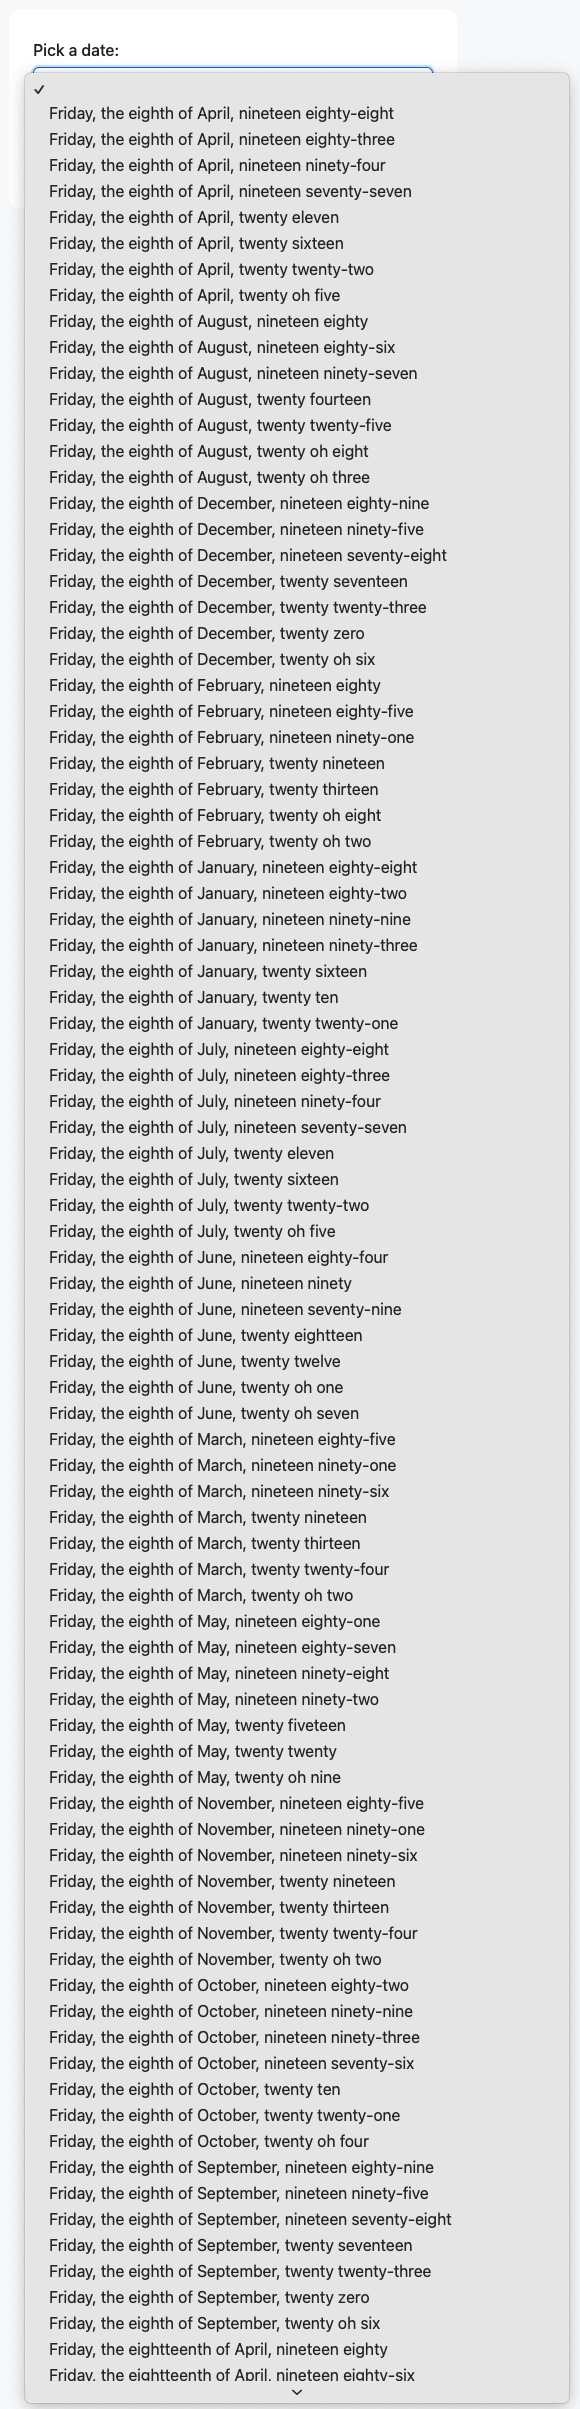 Pick a date:
Friday, the eighth of April, nineteen eighty-eight
Friday, the eighth of April, nineteen eighty-three
Friday, the eighth of April, nineteen ninety-four
Friday, the eighth of April, nineteen seventy-seven
Friday, the eighth of April, twenty eleven
Friday, the eighth of April, twenty sixteen
Friday, the eighth of April, twenty twenty-two
Friday, the eighth of April, twenty oh five
Friday, the eighth of August, nineteen eighty
Friday, the eighth of August, nineteen eighty-six
Friday, the eighth of August, nineteen ninety-seven
Friday, the eighth of August, twenty fourteen
Friday, the eighth of August, twenty twenty-five
Friday, the eighth of August, twenty oh eight
Friday, the eighth of August, twenty oh three
Friday, the eighth of December, nineteen eighty-nine
Friday, the eighth of December, nineteen ninety-five
Friday, the eighth of December, nineteen seventy-eight
Friday, the eighth of December, twenty seventeen
Friday, the eighth of December, twenty twenty-three
Friday, the eighth of December, twenty zero
Friday, the eighth of December, twenty oh six
Friday, the eighth of February, nineteen eighty
Friday, the eighth of February, nineteen eighty-five
Friday, the eighth of February, nineteen ninety-one
Friday, the eighth of February, twenty nineteen
Friday, the eighth of February, twenty thirteen
Friday, the eighth of February, twenty oh eight
Friday, the eighth of February, twenty oh two
Friday, the eighth of January, nineteen eighty-eight
Friday, the eighth of January, nineteen eighty-two
Friday, the eighth of January, nineteen ninety-nine
Friday, the eighth of January, nineteen ninety-three
Friday, the eighth of January, twenty sixteen
Friday, the eighth of January, twenty ten
Friday, the eighth of January, twenty twenty-one
Friday, the eighth of July, nineteen eighty-eight
Friday, the eighth of July, nineteen eighty-three
Friday, the eighth of July, nineteen ninety-four
Friday, the eighth of July, nineteen seventy-seven
Friday, the eighth of July, twenty eleven
Friday, the eighth of July, twenty sixteen
Friday, the eighth of July, twenty twenty-two
Friday, the eighth of July, twenty oh five
Friday, the eighth of June, nineteen eighty-four
Friday, the eighth of June, nineteen ninety
Friday, the eighth of June, nineteen seventy-nine
Friday, the eighth of June, twenty eightteen
Friday, the eighth of June, twenty twelve
Friday, the eighth of June, twenty oh one
Friday, the eighth of June, twenty oh seven
Friday, the eighth of March, nineteen eighty-five
Friday, the eighth of March, nineteen ninety-one
Friday, the eighth of March, nineteen ninety-six
Friday, the eighth of March, twenty nineteen
Friday, the eighth of March, twenty thirteen
Friday, the eighth of March, twenty twenty-four
Friday, the eighth of March, twenty oh two
Friday, the eighth of May, nineteen eighty-one
Friday, the eighth of May, nineteen eighty-seven
Friday, the eighth of May, nineteen ninety-eight
Friday, the eighth of May, nineteen ninety-two
Friday, the eighth of May, twenty fiveteen
Friday, the eighth of May, twenty twenty
Friday, the eighth of May, twenty oh nine
Friday, the eighth of November, nineteen eighty-five
Friday, the eighth of November, nineteen ninety-one
Friday, the eighth of November, nineteen ninety-six
Friday, the eighth of November, twenty nineteen
Friday, the eighth of November, twenty thirteen
Friday, the eighth of November, twenty twenty-four
Friday, the eighth of November, twenty oh two
Friday, the eighth of October, nineteen eighty-two
Friday, the eighth of October, nineteen ninety-nine
Friday, the eighth of October, nineteen ninety-three
Friday, the eighth of October, nineteen seventy-six
Friday, the eighth of October, twenty ten
Friday, the eighth of October, twenty twenty-one
Friday, the eighth of October, twenty oh four
Friday, the eighth of September, nineteen eighty-nine
Friday, the eighth of September, nineteen ninety-five
Friday, the eighth of September, nineteen seventy-eight
Friday, the eighth of September, twenty seventeen
Friday, the eighth of September, twenty twenty-three
Friday, the eighth of September, twenty zero
Friday, the eighth of September, twenty oh six
Friday, the eightteenth of April, nineteen eighty
Friday, the eightteenth of April, nineteen eighty-six